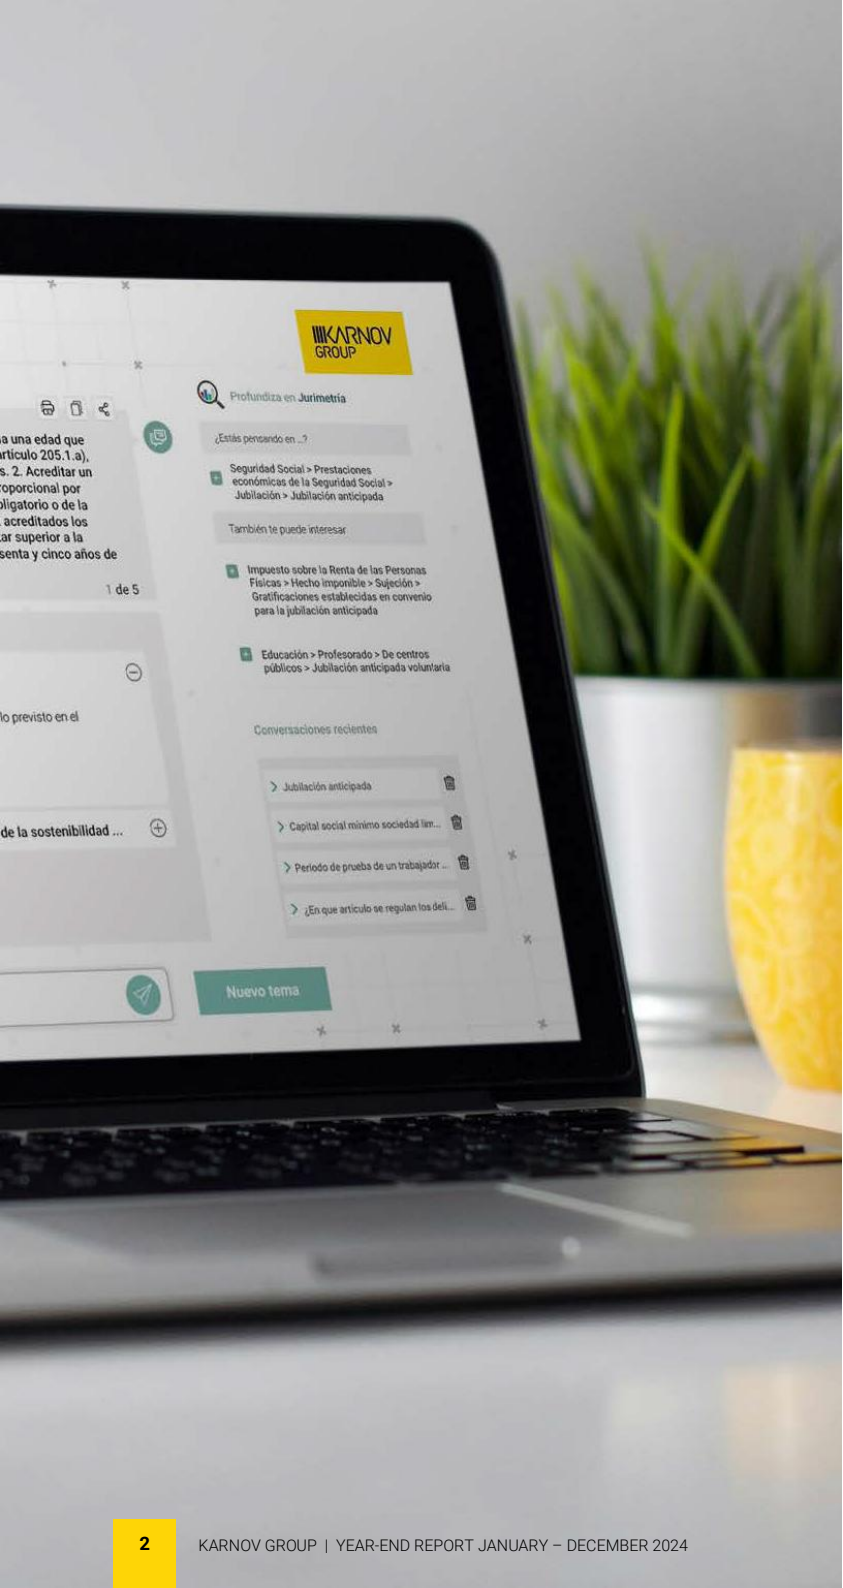 KARNOV
GROUP
Profundiza en Jurimetría
¿Estás pensando en ...?
Seguridad Social > Prestaciones
económicas de la Seguridad Social >
Jubilación > Jubilación anticipada
También te puede interesar
Impuesto sobre la Renta de las Personas
Físicas > Hecho imponible > Sujeción >
Gratificaciones establecidas en convenio
para la jubilación anticipada
Educación > Profesorado > De centros
públicos > Jubilación anticipada voluntaria
Conversaciones recientes
Jubilación anticipada
Capital social mínimo sociedad lim...
Periodo de prueba de un trabajador ...
¿En que artículo se regulan los deli...
Nuevo tema
a una edad que
rtículo 205.1.a),
s. 2. Acreditar un
roporcional por
bligatorio o de la
acreditados los
tar superior a la
senta y cinco años de
1 de 5
lo previsto en el
de la sostenibilidad ...
2
KARNOV GROUP | YEAR-END REPORT JANUARY – DECEMBER 2024